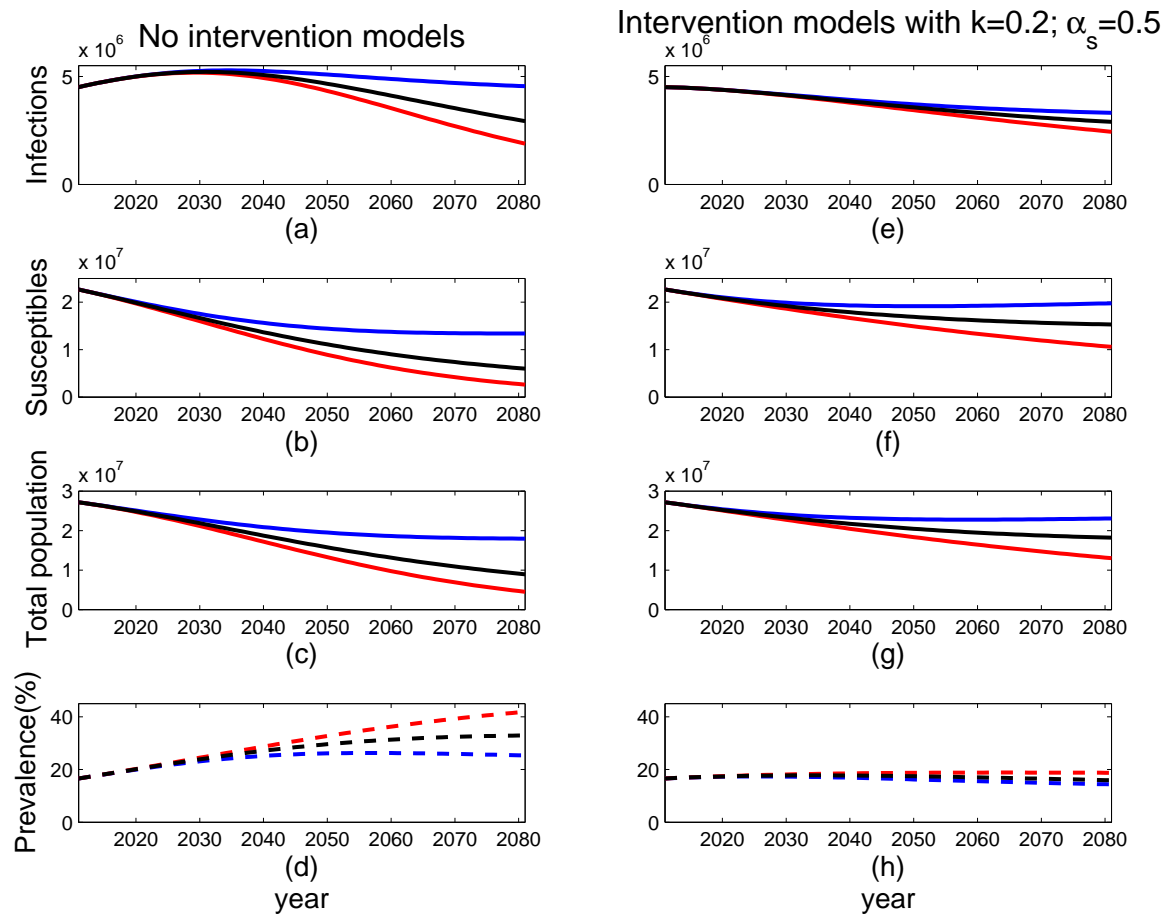 No intervention models
x 10^6
Infections
5
0
2020 2030 2040 2050 2060 2070 2080
(a)
x 10^7
Susceptibles
2
1
0
2020 2030 2040 2050 2060 2070 2080
(b)
x 10^7
Total population
3
2
1
0
2020 2030 2040 2050 2060 2070 2080
(c)
Prevalence(%)
40
20
0
2020 2030 2040 2050 2060 2070 2080
(d)
year
Intervention models with k=0.2; α_s=0.5
x 10^6
5
0
2020 2030 2040 2050 2060 2070 2080
(e)
x 10^7
2
1
0
2020 2030 2040 2050 2060 2070 2080
(f)
x 10^7
3
2
1
0
2020 2030 2040 2050 2060 2070 2080
(g)
40
20
0
2020 2030 2040 2050 2060 2070 2080
(h)
year